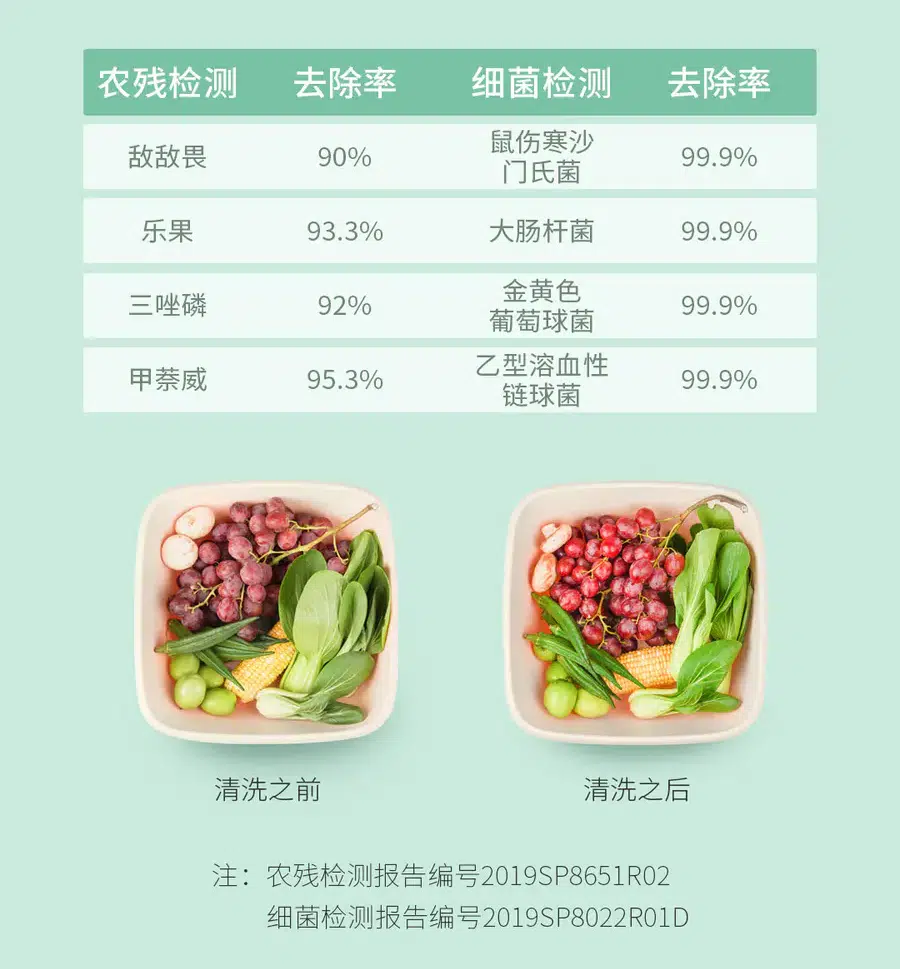 农残检测 去除率 细菌检测 去除率
敌敌畏 90% 鼠伤寒沙
门氏菌 99.9%
乐果 93.3% 大肠杆菌 99.9%
三唑磷 92% 金黄色
葡萄球菌 99.9%
甲萘威 95.3% 乙型溶血性
链球菌 99.9%
清洗之前
清洗之后
注：农残检测报告编号2019SP8651R02
细菌检测报告编号2019SP8022R01D